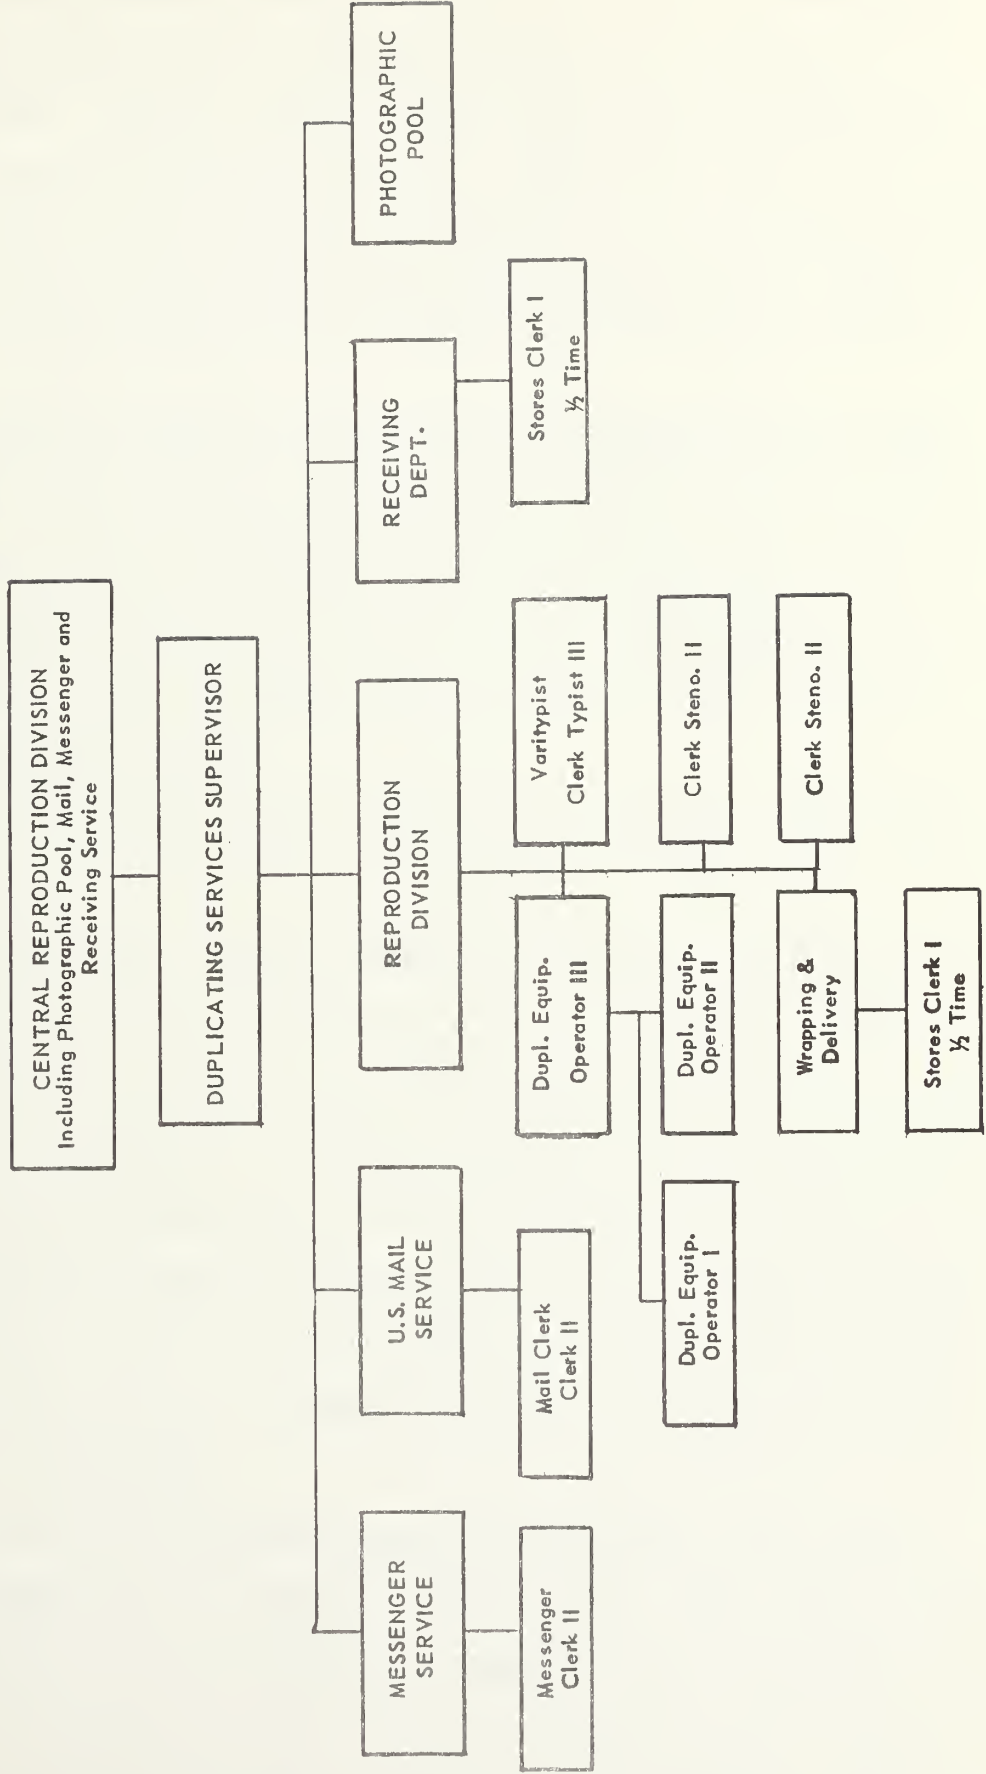 CENTRAL REPRODUCTION DIVISION
Including Photographic Pool, Mail, Messenger and
Receiving Service
DUPLICATING SERVICES SUPERVISOR
MESSENGER
SERVICE
U.S. MAIL
SERVICE
REPRODUCTION
DIVISION
RECEIVING
DEPT.
PHOTOGRAPHIC
POOL
Messenger
Clerk II
Mail Clerk
Clerk II
Dupl. Equip.
Operator III
Varitypist
Clerk Typist III
Stores Clerk I
½ Time
Dupl. Equip.
Operator I
Dupl. Equip.
Operator II
Clerk Steno. II
Wrapping &
Delivery
Clerk Steno. II
Stores Clerk I
½ Time